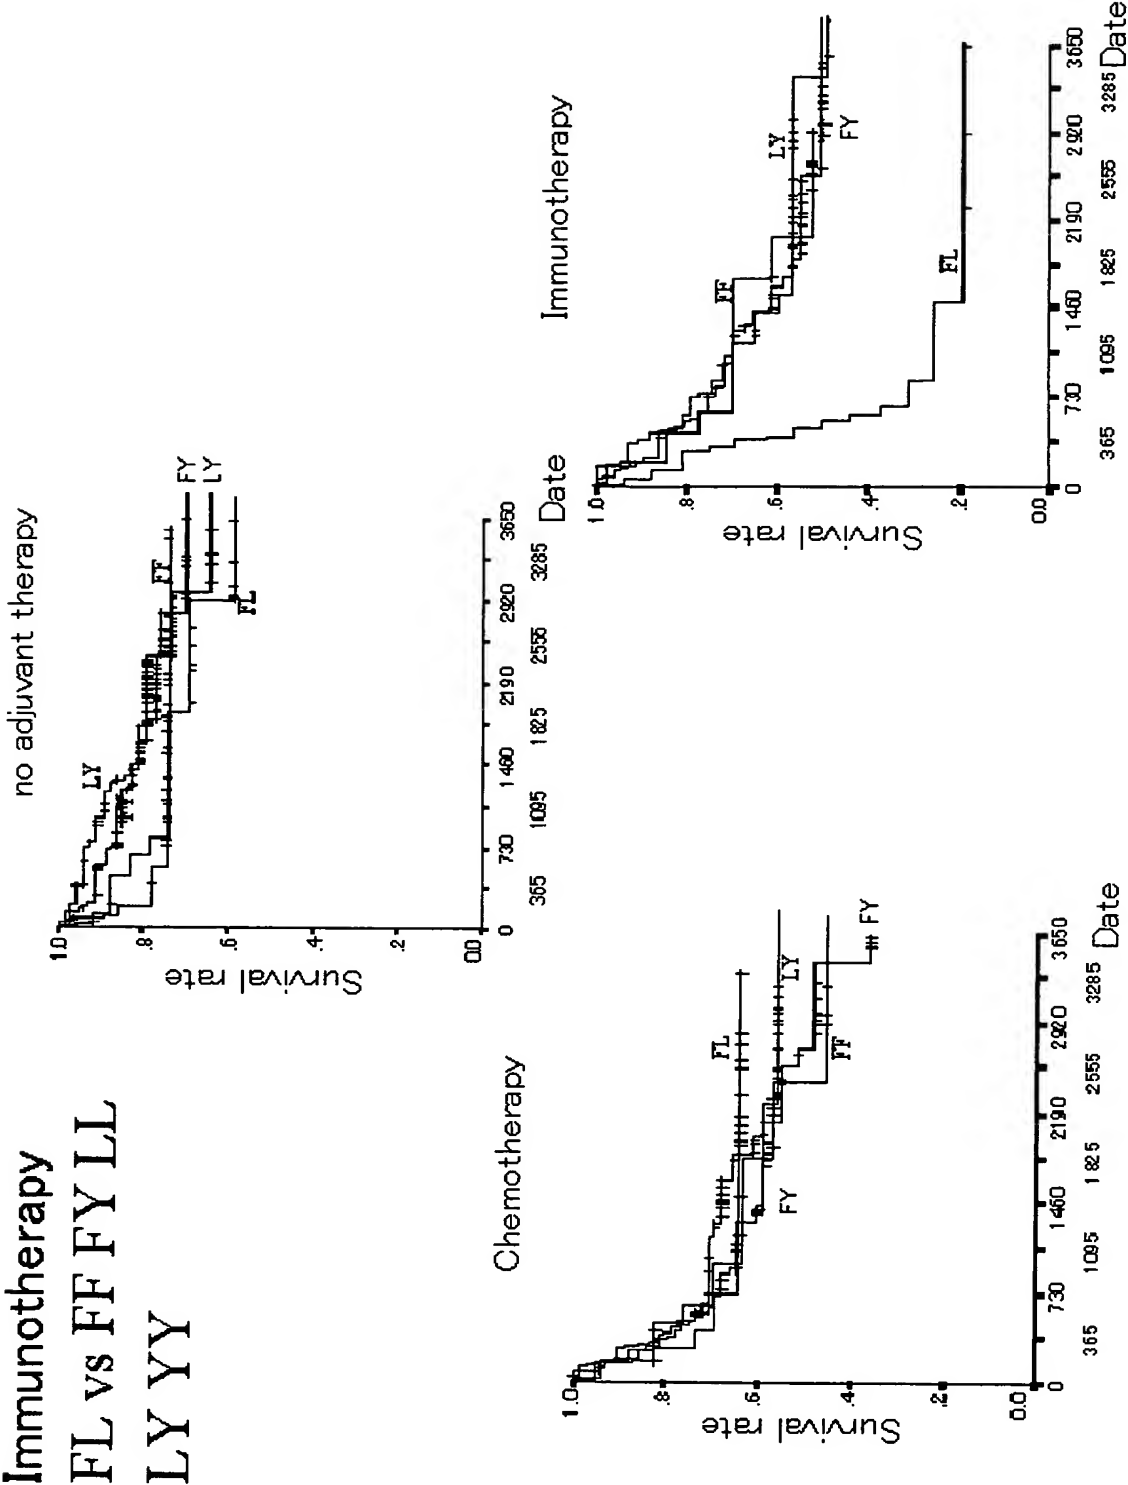 Immunotherapy
FL vs FF FY LL
LY YY
no adjuvant therapy
Survival rate
1.0
.8
.6
.4
.2
0.0
LY
FF
FY
LY
FL
0 730 1460 2190 2920 3650
365 1095 1825 2555 3285
Date
Chemotherapy
Survival rate
1.0
.8
.6
.4
.2
0.0
FL
LY
FY
FF
FY
0 730 1460 2190 2920 3650
365 1095 1825 2555 3285
Date
Immunotherapy
Survival rate
1.0
.8
.6
.4
.2
0.0
FF
LY
FY
FL
0 730 1460 2190 2920 3650
365 1095 1825 2555 3285
Date